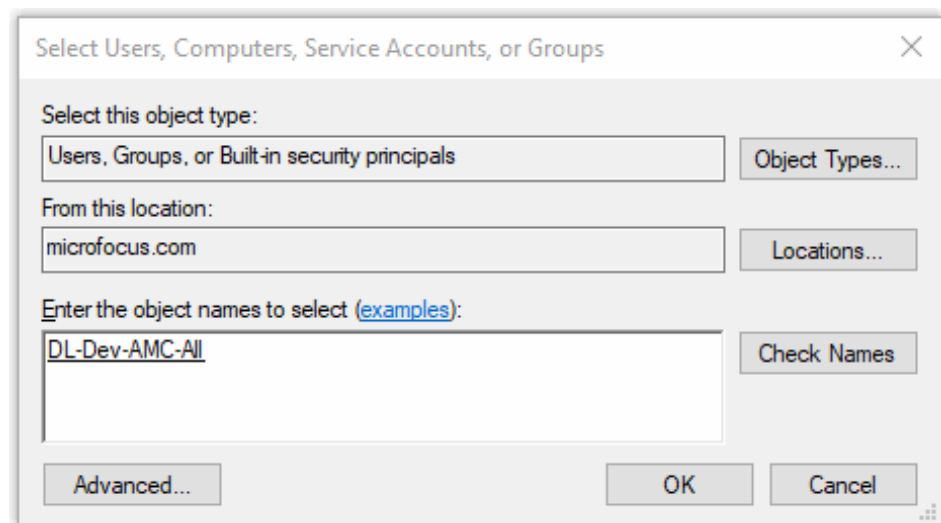 Select Users, Computers, Service Accounts, or Groups
Select this object type:
Users, Groups, or Built-in security principals
Object Types...
From this location:
microfocus.com
Locations...
Enter the object names to select (examples):
DL-Dev-AMC-All
Check Names
Advanced...
OK
Cancel